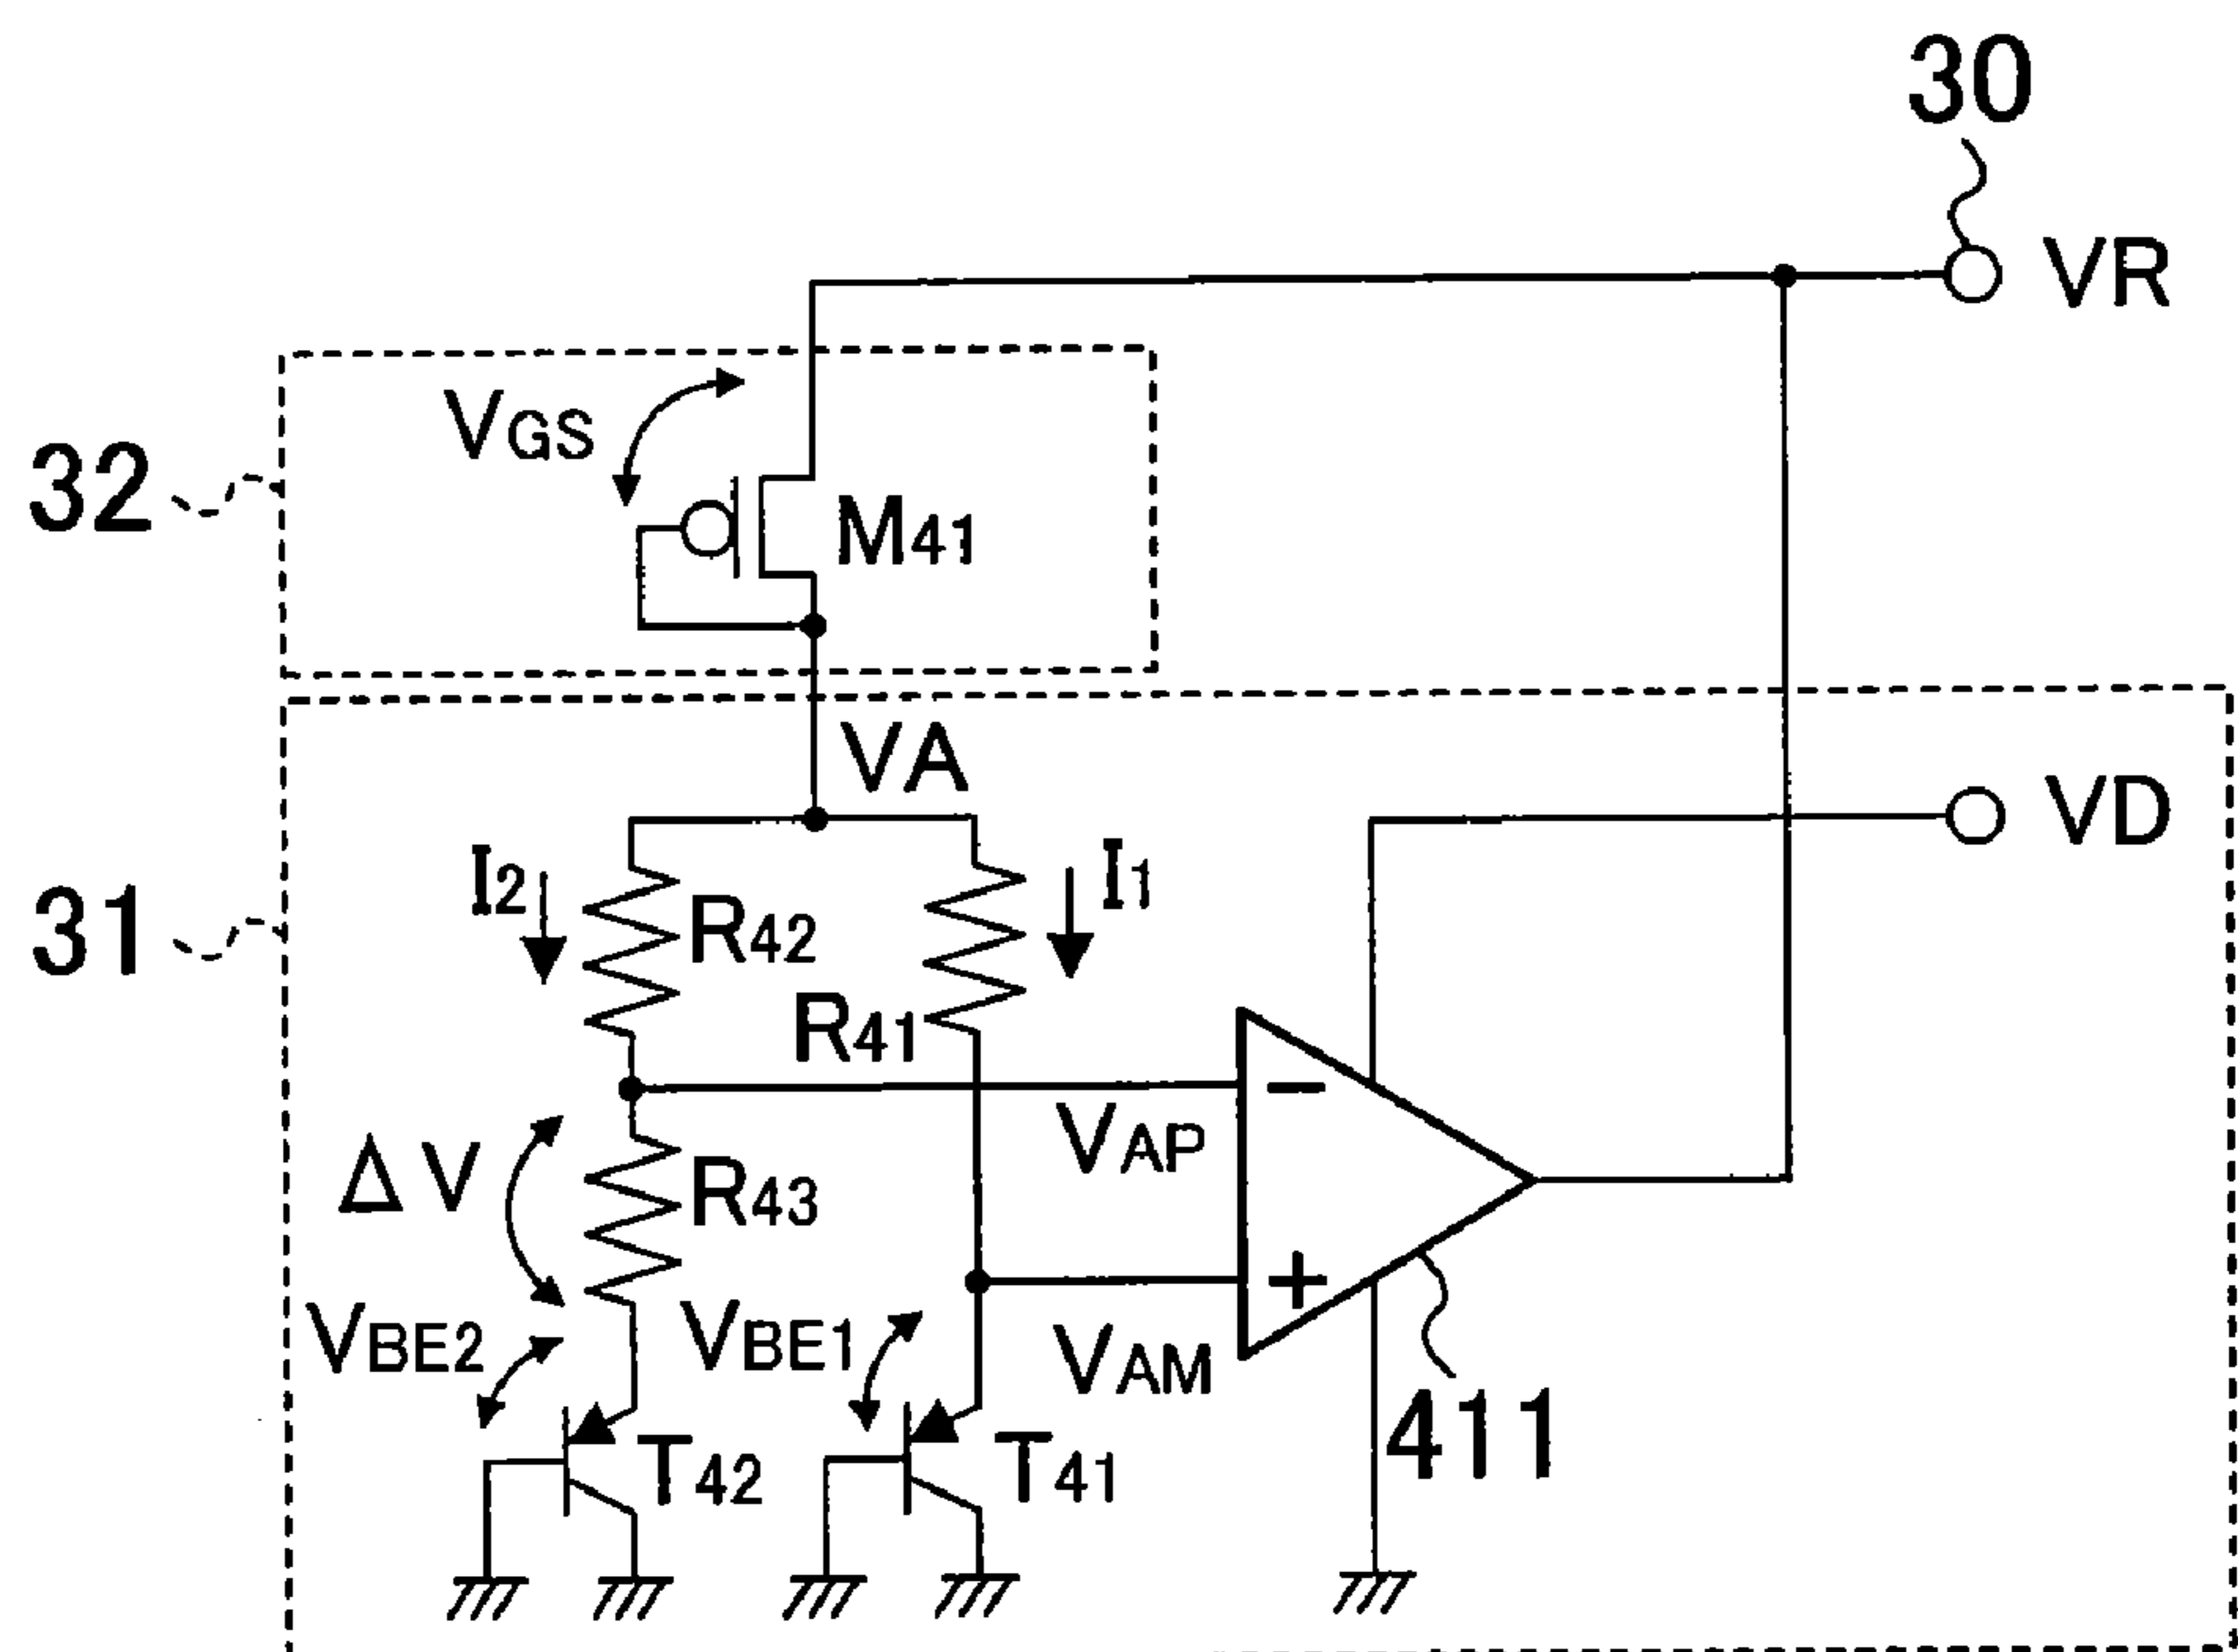 30
VR
VGS
32
M41
VA
VD
I2
I1
31
R42
R41
−
VAP
ΔV
R43
+
VBE2
VBE1
VAM
411
T42
T41